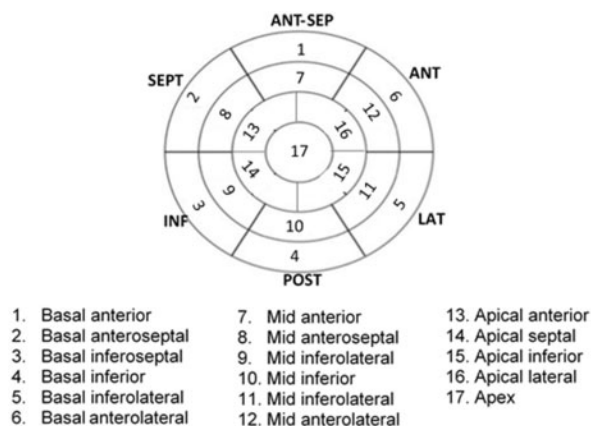 ANT-SEP
1
SEPT
ANT
7
2
8
12
6
13
16
17
14
15
9
11
3
5
INF
10
LAT
4
POST
1. Basal anterior
2. Basal anteroseptal
3. Basal inferoseptal
4. Basal inferior
5. Basal inferolateral
6. Basal anterolateral
7. Mid anterior
8. Mid anteroseptal
9. Mid inferolateral
10. Mid inferior
11. Mid inferolateral
12. Mid anterolateral
13. Apical anterior
14. Apical septal
15. Apical inferior
16. Apical lateral
17. Apex